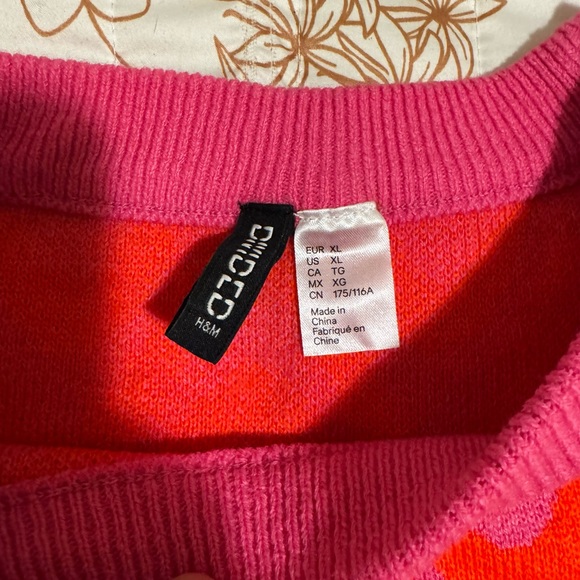 DIVIDED
H&M
EUR XL
US XL
CA TG
MX XG
CN 175/116A
Made in
China
Fabriqué en
Chine